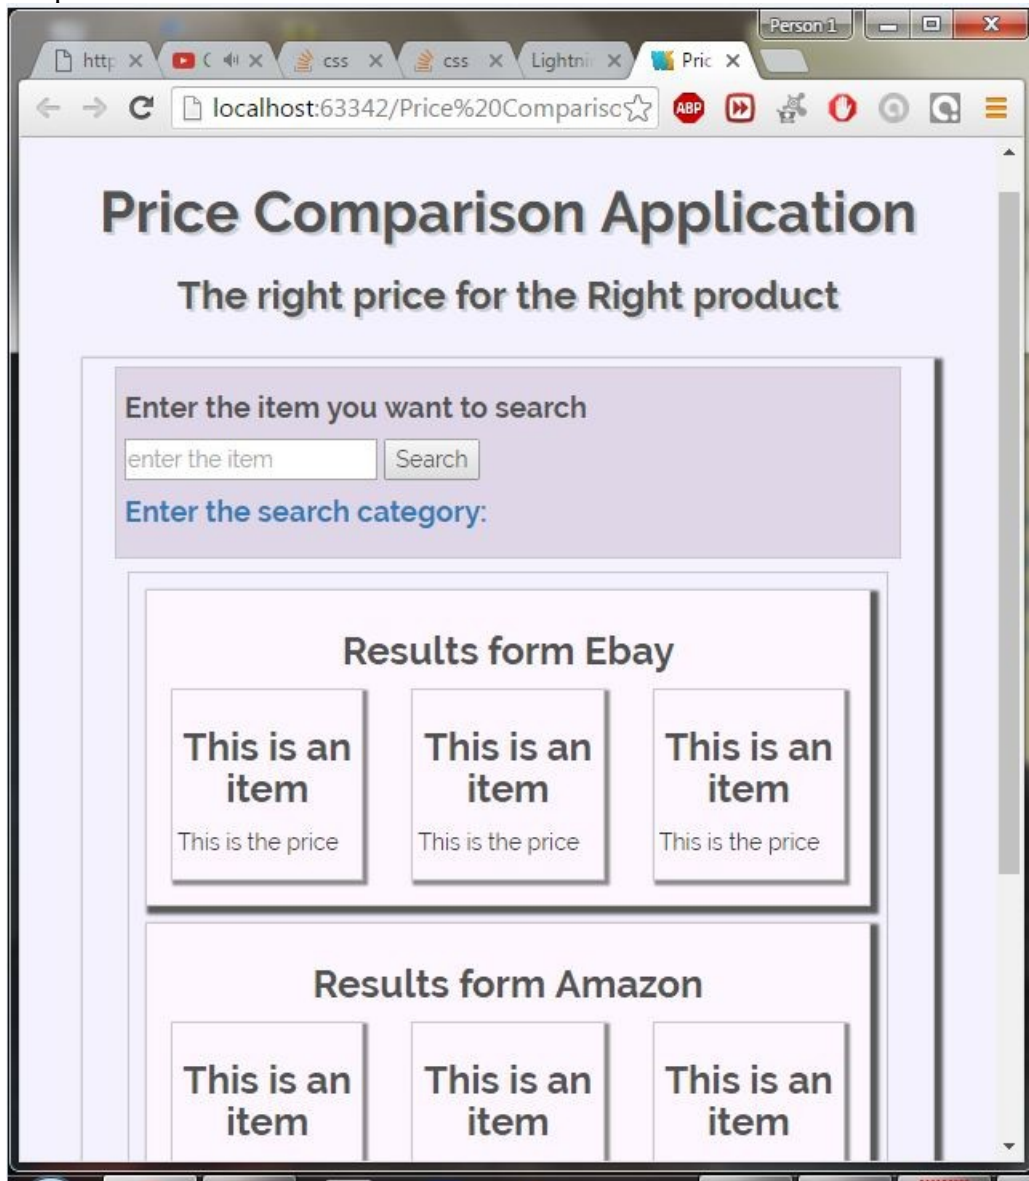 Person 1
http
css
css
Lightni
Pric
localhost:63342/Price%20Comparisc
ABP
Price Comparison Application
The right price for the Right product
Enter the item you want to search
enter the item
Search
Enter the search category:
Results form Ebay
This is an This is an This is an
item item item
This is the price This is the price This is the price
Results form Amazon
This is an This is an This is an
item item item